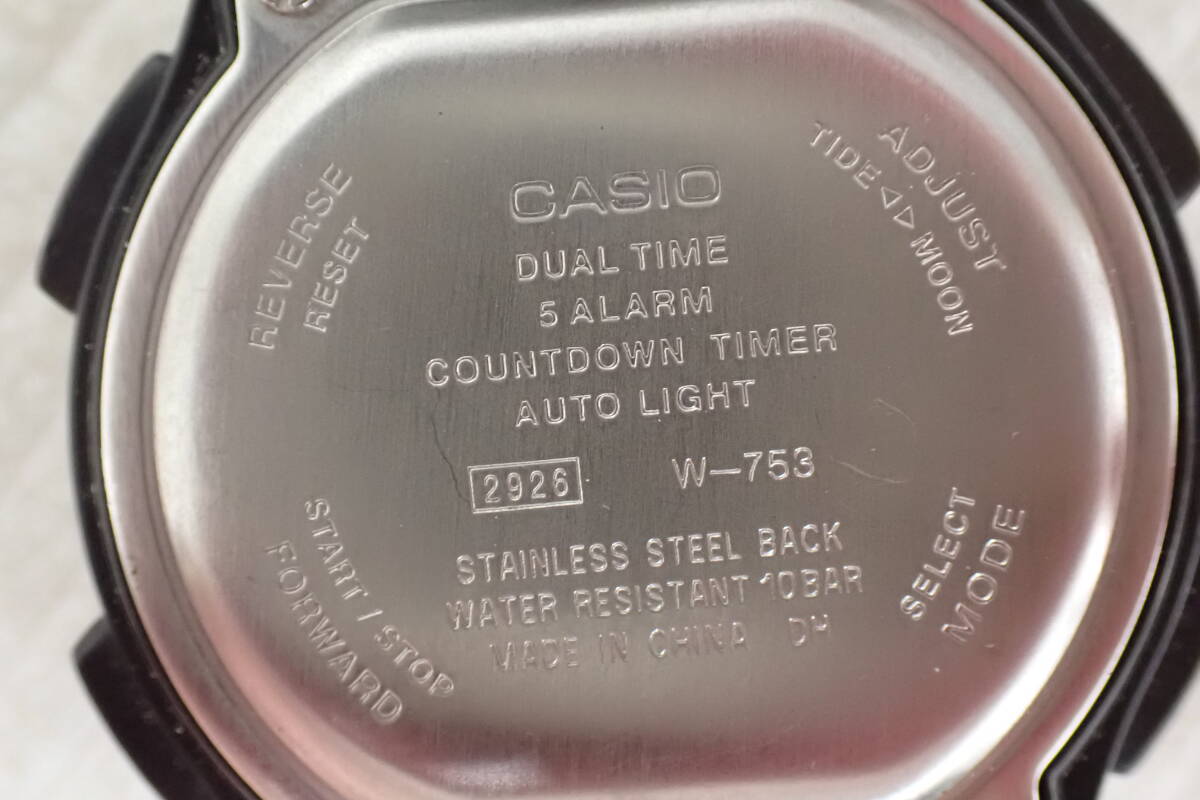 CASIO
DUAL TIME
5 ALARM
COUNTDOWN TIMER
AUTO LIGHT
2926 W-753
STAINLESS STEEL BACK
WATER RESISTANT 10BAR
MADE IN CHINA DH
REVERSE
RESET
ADJUST
TIDE ◁▷ MOON
START / STOP
FORWARD
SELECT
MODE